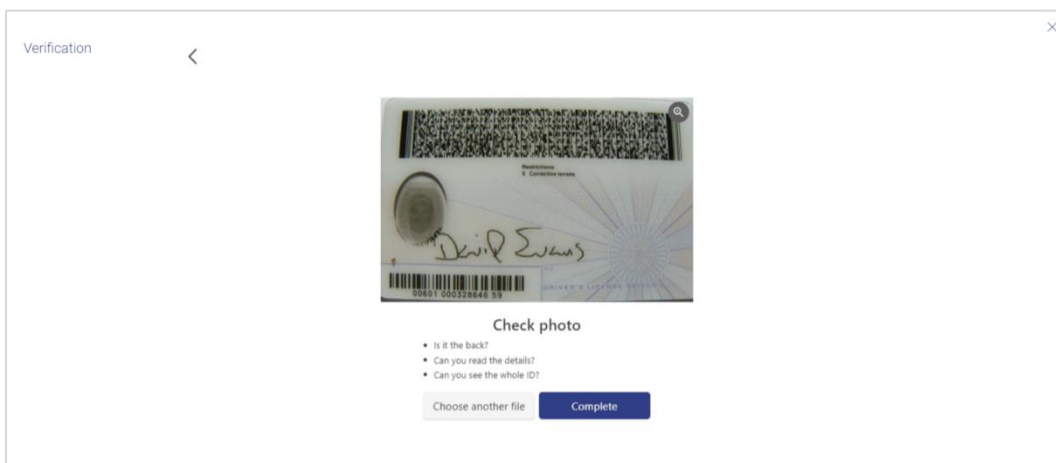 Verification
Restrictions:
X Corrective lenses
David Evans
00601 000328646 59
DRIVER'S LICENSE
Check photo
Is it the back?
Can you read the details?
Can you see the whole ID?
Choose another file
Complete